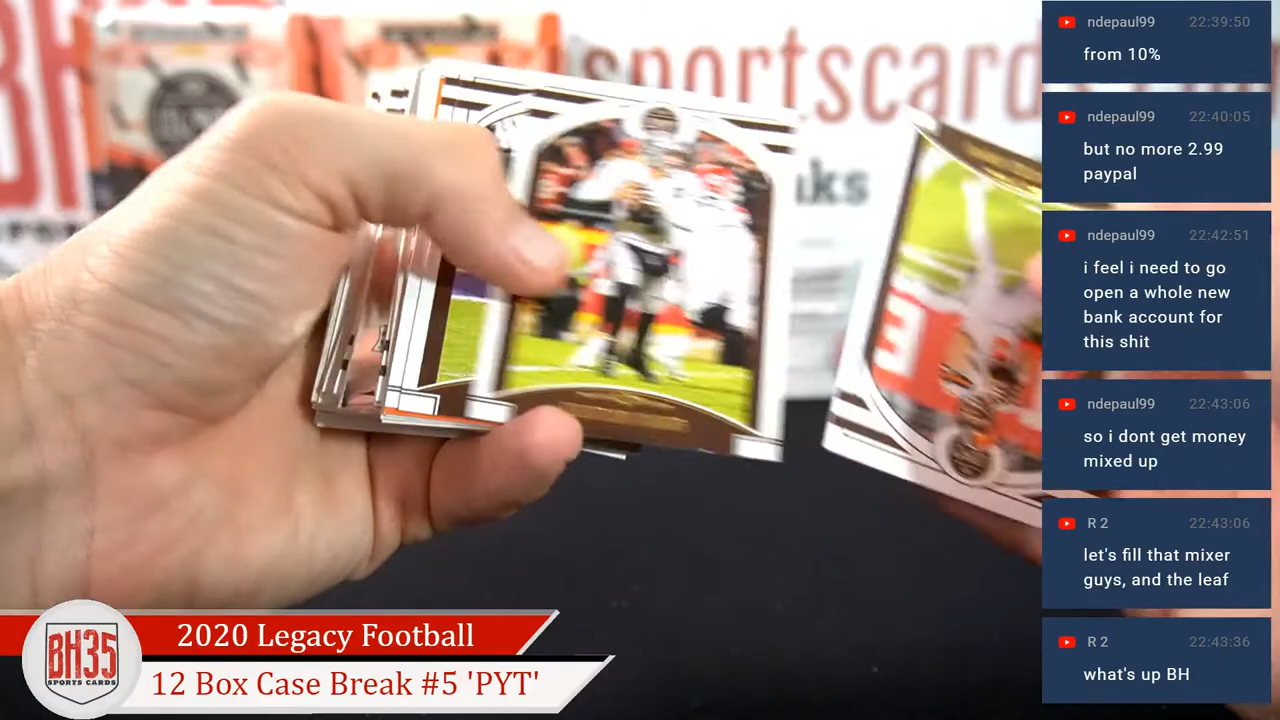 sportscard
aks
BH35
SPORTS CARDS
2020 Legacy Football
12 Box Case Break #5 'PYT'
ndepaul99 22:39:50
from 10%
ndepaul99 22:40:05
but no more 2.99
paypal
ndepaul99 22:42:51
i feel i need to go
open a whole new
bank account for
this shit
ndepaul99 22:43:06
so i dont get money
mixed up
R 2 22:43:06
let's fill that mixer
guys, and the leaf
R 2 22:43:36
what's up BH